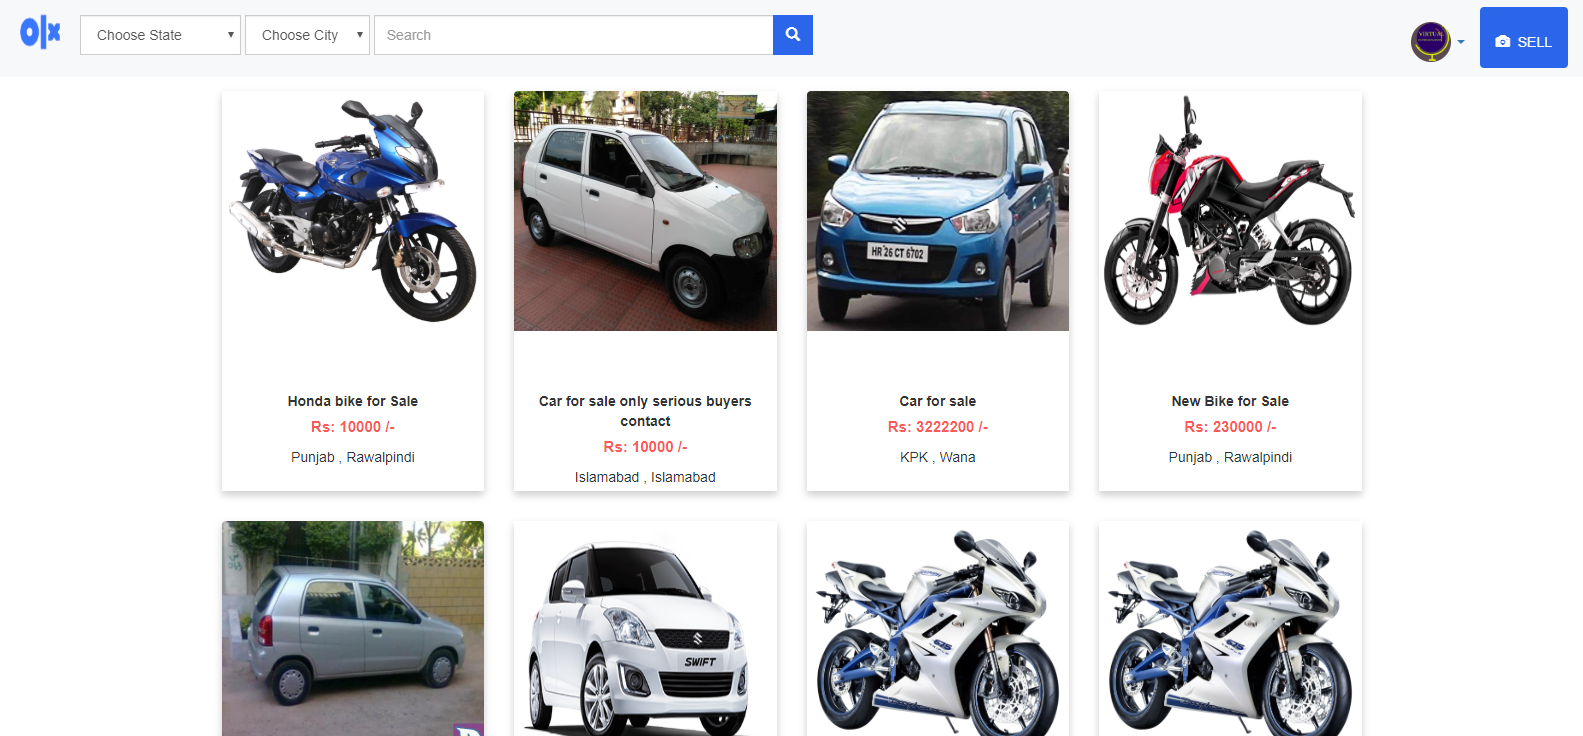 olx
Choose State
Choose City
Search
VIRTUAL
SELL
HR 26 CT 6702
DUKE
Honda bike for Sale
Rs: 10000 /-
Punjab , Rawalpindi
Car for sale only serious buyers
contact
Rs: 10000 /-
Islamabad , Islamabad
Car for sale
Rs: 3222200 /-
KPK , Wana
New Bike for Sale
Rs: 230000 /-
Punjab , Rawalpindi
SWIFT